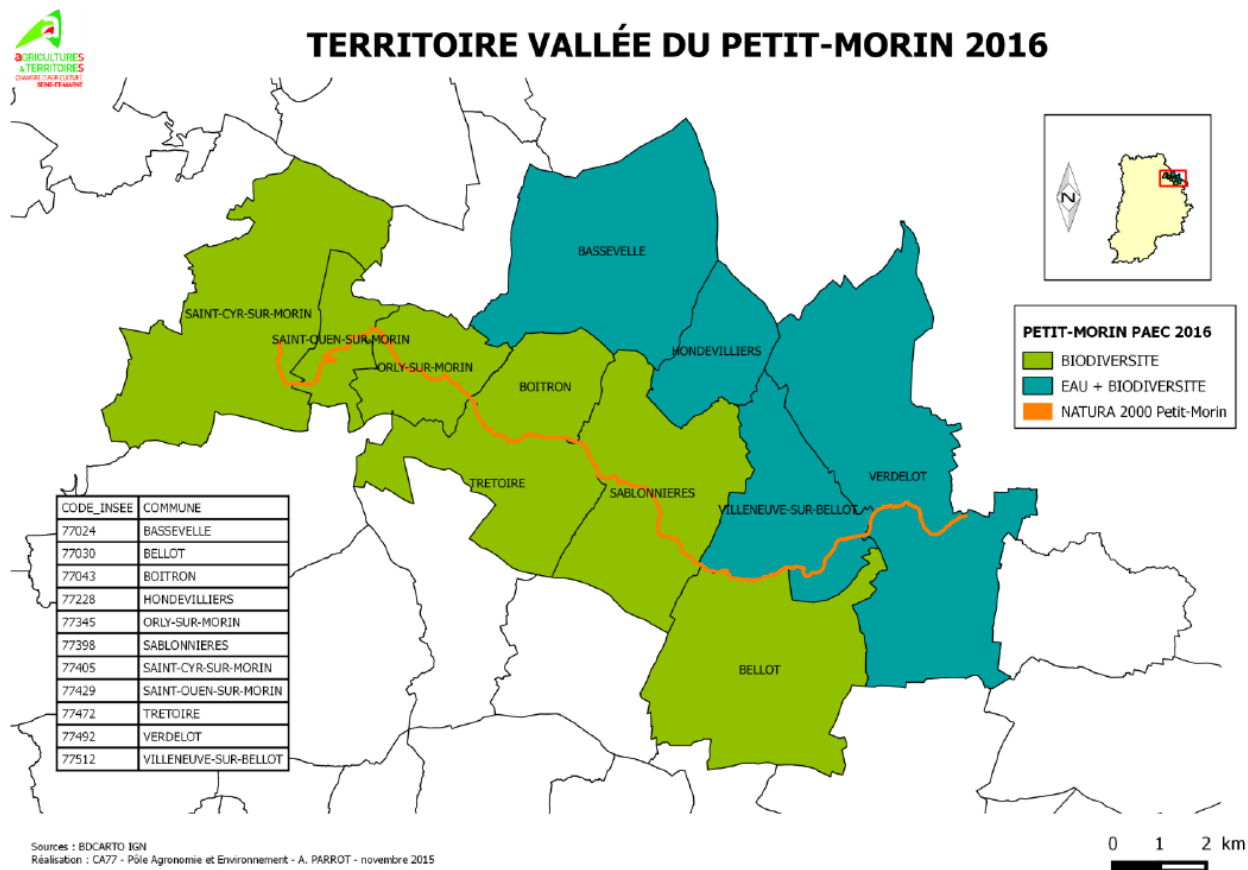 TERRITOIRE VALLÉE DU PETIT-MORIN 2016
aGRICULTURES
& TERRITOIRES
CHAMBRE D'AGRICULTURE
SEINE-ET-MARNE
N
BASSEVELLE
SAINT-CYR-SUR-MORIN
SAINT-OUEN-SUR-MORIN
HONDEVILLIERS
ORLY-SUR-MORIN
BOITRON
VERDELOT
TRETOIRE
SABLONNIERES
VILLENEUVE-SUR-BELLOT
BELLOT
PETIT-MORIN PAEC 2016
BIODIVERSITE
EAU + BIODIVERSITE
NATURA 2000 Petit-Morin
CODE_INSEE COMMUNE
77024 BASSEVELLE
77030 BELLOT
77043 BOITRON
77228 HONDEVILLIERS
77345 ORLY-SUR-MORIN
77398 SABLONNIERES
77405 SAINT-CYR-SUR-MORIN
77429 SAINT-OUEN-SUR-MORIN
77472 TRETOIRE
77492 VERDELOT
77512 VILLENEUVE-SUR-BELLOT
Sources : BDCARTO IGN
Réalisation : CA77 - Pôle Agronomie et Environnement - A. PARROT - novembre 2015
0 1 2 km